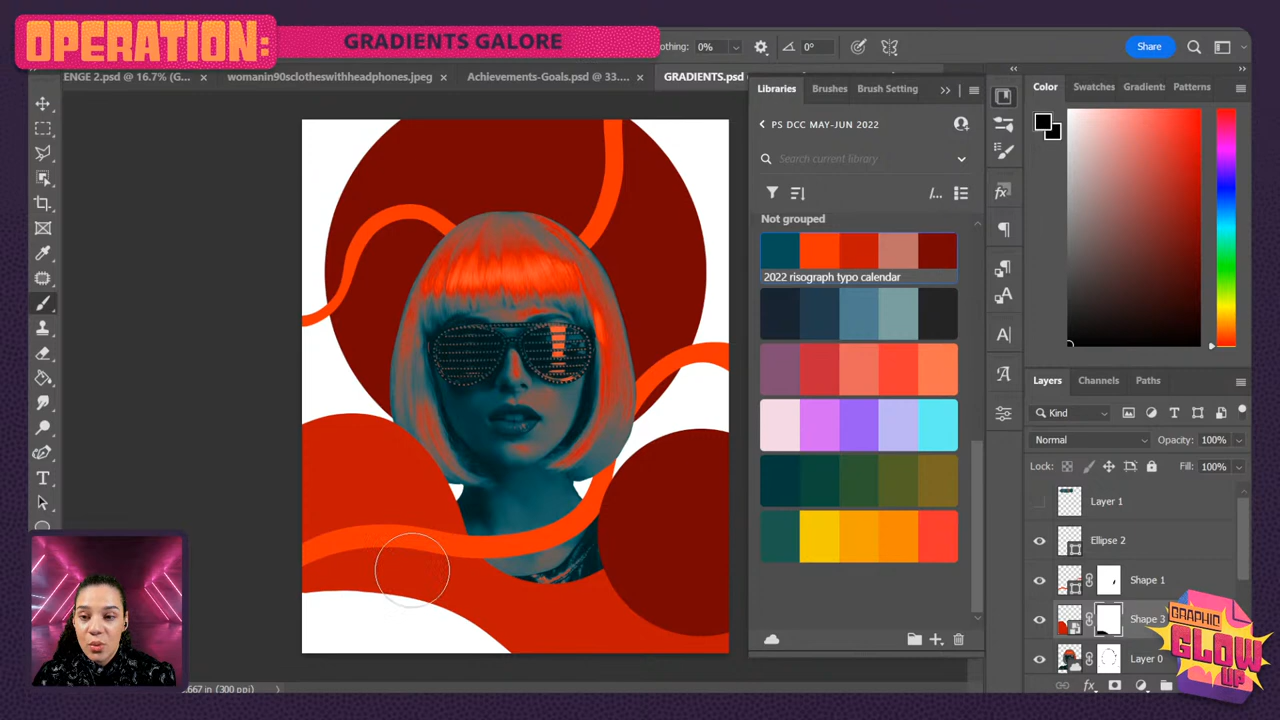 OPERATION:
GRADIENTS GALORE
othing: 0%
0°
Share
ENGE 2.psd @ 16.7% (G...
womanin90sclotheswithheadphones.jpeg
Achievements-Goals.psd @ 33....
GRADIENTS.psd
Libraries
Brushes
Brush Setting
Color
Swatches
Gradient
Patterns
PS DCC MAY-JUN 2022
Search current library
Not grouped
2022 risograph typo calendar
Layers
Channels
Paths
Kind
Normal
Opacity: 100%
Lock:
Fill: 100%
Layer 1
Ellipse 2
Shape 1
Shape 3
Layer 0
GRAPHIC
GLOW
UP
.667 in (300 ppi)